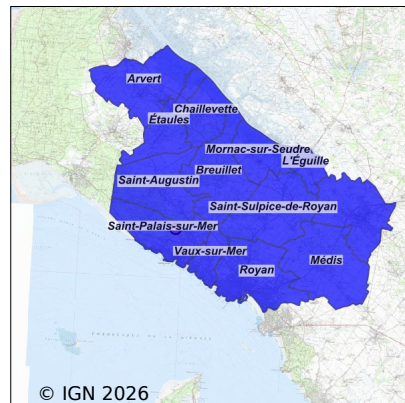 Arvert
Chaillevette
Étaules
Mornac-sur-Seudre
L'Éguille
Breuillet
Saint-Augustin
Saint-Sulpice-de-Royan
Saint-Palais-sur-Mer
Vaux-sur-Mer
Médis
Royan
© IGN 2026